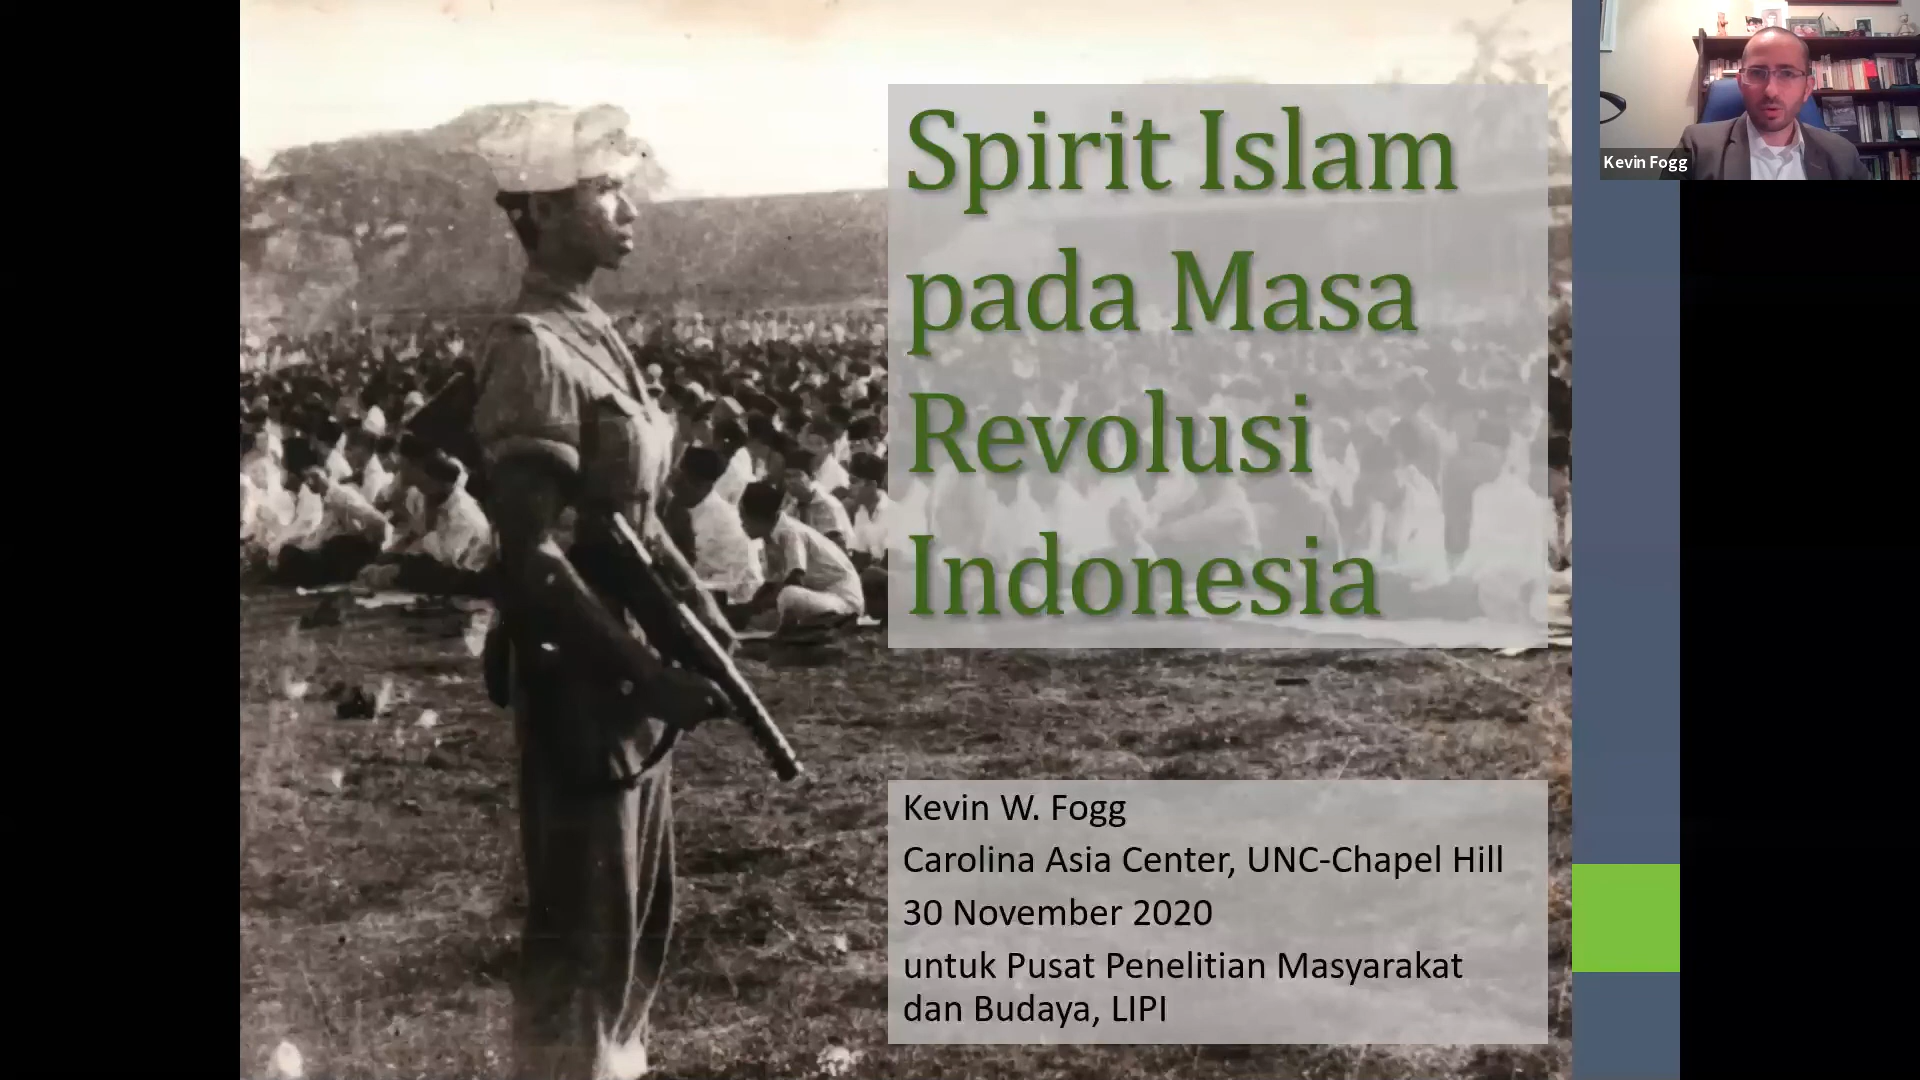 Spirit Islam
pada Masa
Revolusi
Indonesia
Kevin W. Fogg
Carolina Asia Center, UNC-Chapel Hill
30 November 2020
untuk Pusat Penelitian Masyarakat
dan Budaya, LIPI
Kevin Fogg